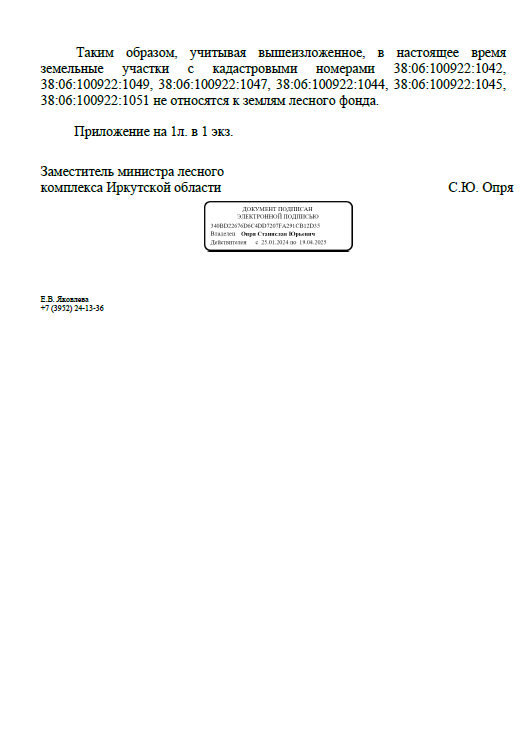 Таким образом, учитывая вышеизложенное, в настоящее время
земельные участки с кадастровыми номерами 38:06:100922:1042,
38:06:100922:1049, 38:06:100922:1047, 38:06:100922:1044, 38:06:100922:1045,
38:06:100922:1051 не относятся к землям лесного фонда.
Приложение на 1л. в 1 экз.
Заместитель министра лесного
комплекса Иркутской области С.Ю. Опря
ДОКУМЕНТ ПОДПИСАН
ЭЛЕКТРОННОЙ ПОДПИСЬЮ
340BD22676D6C4DD7207FA291CB12D35
Владелец Опря Станислав Юрьевич
Действителен с 25.01.2024 по 19.04.2025
Е.В. Яковлева
+7 (3952) 24-13-36